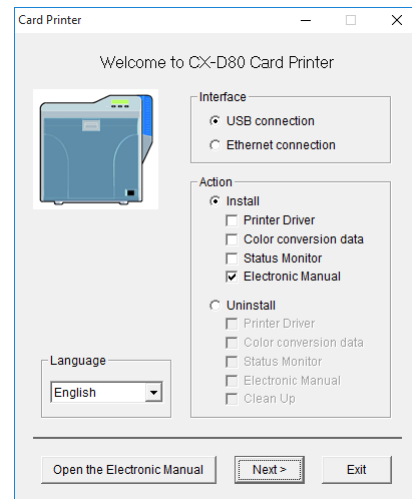 Card Printer
Welcome to CX-D80 Card Printer
Interface
USB connection
Ethernet connection
Action
Install
Printer Driver
Color conversion data
Status Monitor
Electronic Manual
Uninstall
Printer Driver
Color conversion data
Status Monitor
Electronic Manual
Clean Up
Language
English
Open the Electronic Manual
Next >
Exit